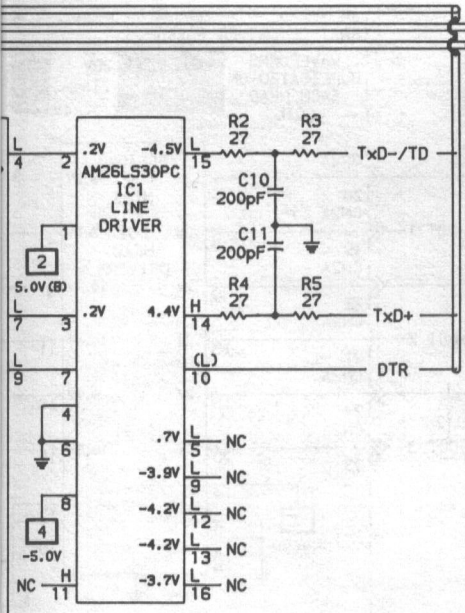 R2 R3
27 27
L .2V -4.5V L TxD-/TD
4 2 15
AM26LS30PC
IC1
LINE
DRIVER
C10
200pF
1
C11
200pF
2
5.0V(B)
R4 R5
27 27
L .2V 4.4V H TxD+
7 3 14
L (L) DTR
9 7 10
4
6
.7V L NC
5
-3.9V L NC
9
8
4
-5.0V
-4.2V L NC
12
-4.2V L NC
13
NC H -3.7V L NC
11 16